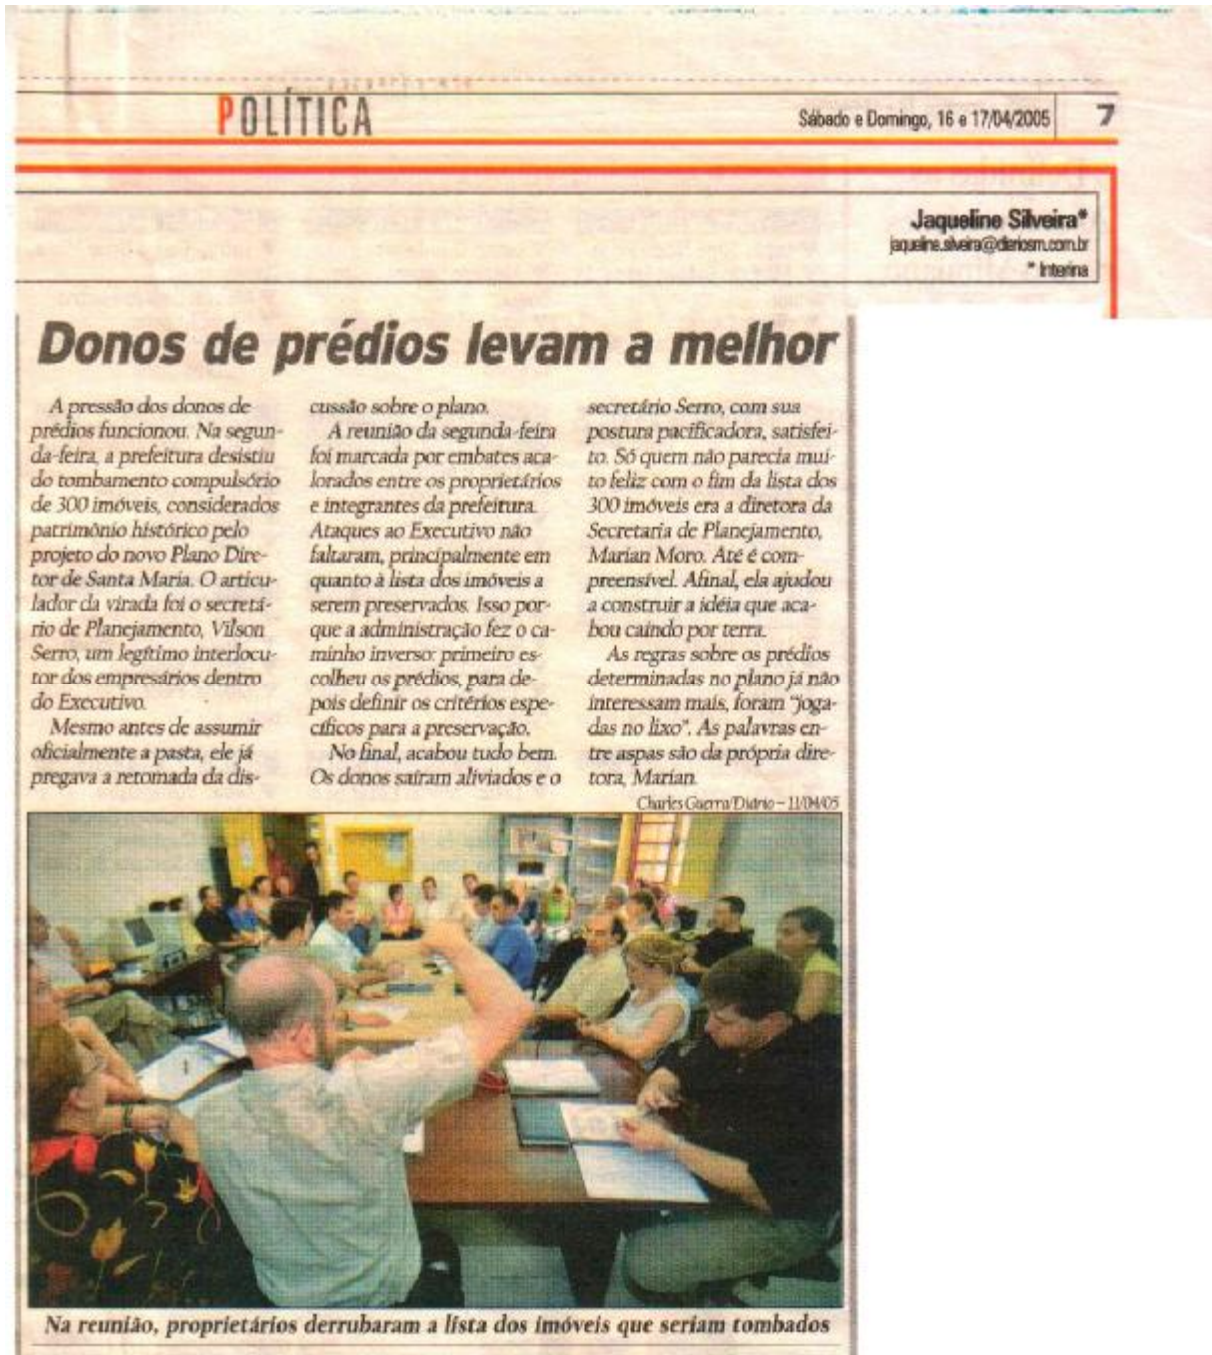 POLÍTICA
Sábado e Domingo, 16 e 17/04/2005
7
Jaqueline Silveira*
jaqueline.silveira@diariosm.com.br
* Interina
Donos de prédios levam a melhor
A pressão dos donos de
prédios funcionou. Na segun-
da-feira, a prefeitura desistiu
do tombamento compulsório
de 300 imóveis, considerados
patrimônio histórico pelo
projeto do novo Plano Dire-
tor de Santa Maria. O articu-
lador da virada foi o secretá-
rio de Planejamento, Vilson
Serro, um legítimo interlocu-
tor dos empresários dentro
do Executivo.
Mesmo antes de assumir
oficialmente a pasta, ele já
pregava a retomada da dis-
cussão sobre o plano.
A reunião da segunda-feira
foi marcada por embates aca-
lorados entre os proprietários
e integrantes da prefeitura.
Ataques ao Executivo não
faltaram, principalmente em
quanto à lista dos imóveis a
serem preservados. Isso por-
que a administração fez o ca-
minho inverso: primeiro es-
colheu os prédios, para de-
pois definir os critérios espe-
cíficos para a preservação.
No final, acabou tudo bem.
Os donos saíram aliviados e o
secretário Serro, com sua
postura pacificadora, satisfei-
to. Só quem não parecia mui-
to feliz com o fim da lista dos
300 imóveis era a diretora da
Secretaria de Planejamento,
Marian Moro. Até é com-
preensível. Afinal, ela ajudou
a construir a idéia que aca-
bou caindo por terra.
As regras sobre os prédios
determinadas no plano já não
interessam mais, foram "joga-
das no lixo". As palavras en-
tre aspas são da própria dire-
tora, Marian.
Charles Guerra/Diário – 11/04/05
Na reunião, proprietários derrubaram a lista dos imóveis que seriam tombados